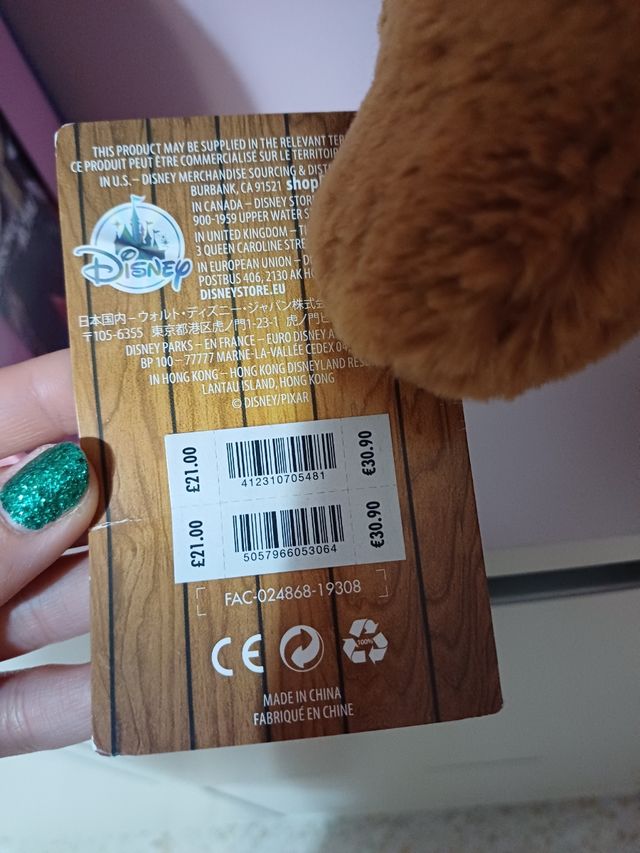 THIS PRODUCT MAY BE SUPPLIED IN THE RELEVANT
CE PRODUIT PEUT ÊTRE COMMERCIALISÉ SUR LE
IN U.S. – DISNEY MERCHANDISE SOURCING &
BURBANK, CA 91521
IN CANADA – DISNEY
900-1959 UPPER WATER
IN UNITED KINGDOM –
3 QUEEN CAROLINE
IN EUROPEAN UNION –
POSTBUS 406, 2130 AK
DISNEYSTORE.EU
Disney
日本国内 – ウォルト・ディズニー・ジャパン株式
〒105-6355 東京都港区虎ノ門1-23-1 虎ノ門
DISNEY PARKS – EN FRANCE – EURO DISNEY
BP 100 – 77777 MARNE-LA-VALLÉE CEDEX
IN HONG KONG – HONG KONG DISNEYLAND
LANTAU ISLAND, HONG KONG
© DISNEY/PIXAR
£21.00
412310705481
€30.90
£21.00
5057966053064
€30.90
FAC-024868-19308
CE
100%
MADE IN CHINA
FABRIQUÉ EN CHINE